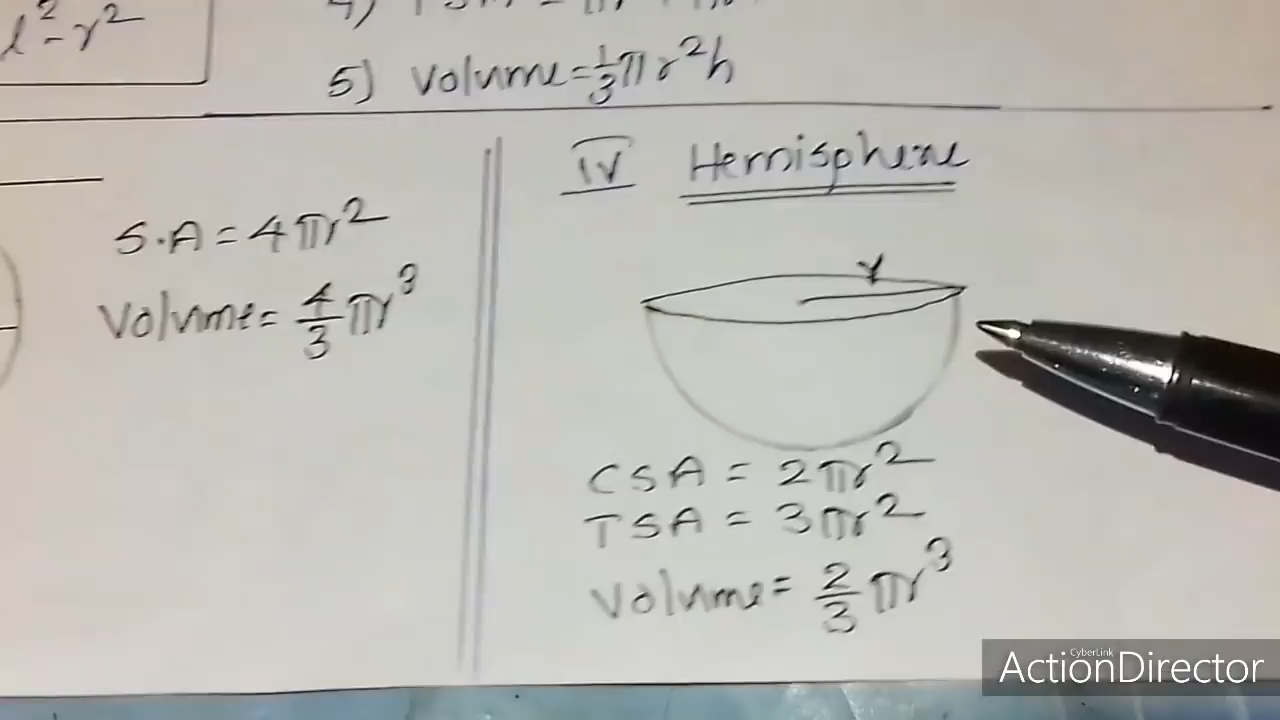 l² - r²
5) Volume = 1/3 πr²h
S.A = 4πr²
Volume = 4/3 πr³
IV Hemisphere
r
CSA = 2πr²
TSA = 3πr²
Volume = 2/3 πr³
CyberLink
ActionDirector